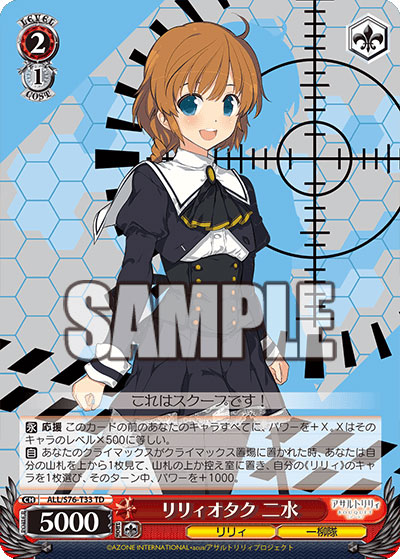 LEVEL
2
1
COST
SAMPLE
これはスクープです！
永 応援 このカードの前のあなたのキャラすべてに、パワーを＋X。Xはそ
のキャラのレベル×500に等しい。
自 あなたのクライマックスがクライマックス置場に置かれた時、あなたは
自分の山札を上から1枚見て、山札の上か控え室に置き、自分の《リリィ》のキャ
ラを1枚選び、そのターン中、パワーを＋1000。
CH
ALL/S76-T33 TD
5000
リリィオタク 二水
アサルトリリィ
BOUQUET
リリィ
一柳隊
©AZONE INTERNATIONAL・acus/アサルトリリィプロジェクト